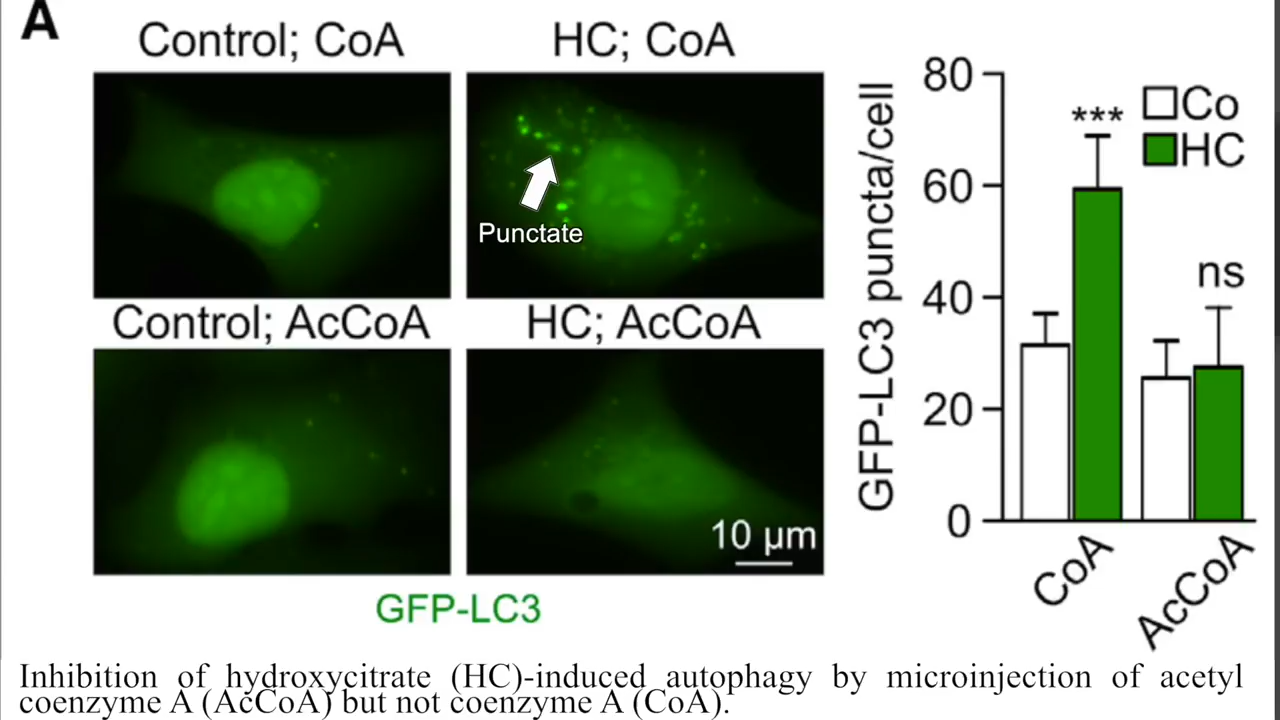 A
Control; CoA
HC; CoA
Punctate
Control; AcCoA
HC; AcCoA
10 µm
GFP-LC3
GFP-LC3 puncta/cell
80
60
40
20
0
***
ns
Co
HC
CoA
AcCoA
Inhibition of hydroxycitrate (HC)-induced autophagy by microinjection of acetyl
coenzyme A (AcCoA) but not coenzyme A (CoA).